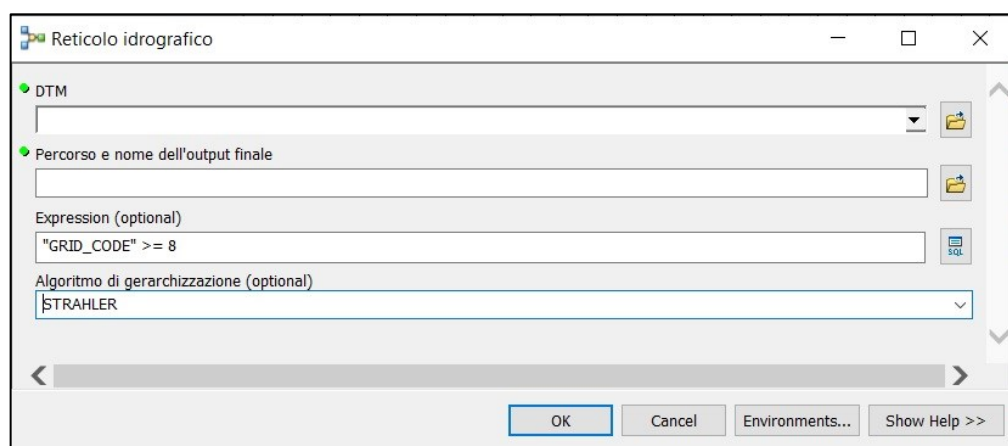 Reticolo idrografico
DTM
Percorso e nome dell'output finale
Expression (optional)
"GRID_CODE" >= 8
SQL
Algoritmo di gerarchizzazione (optional)
STRAHLER
OK Cancel Environments... Show Help >>